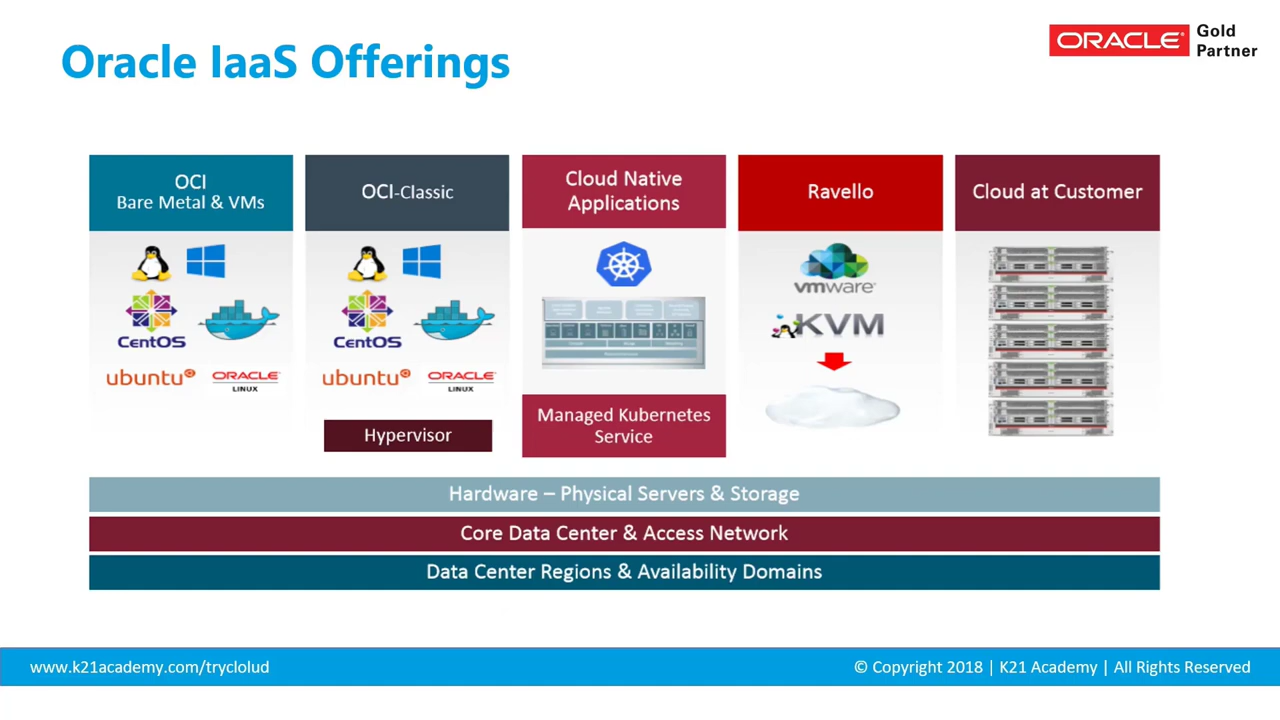 Oracle IaaS Offerings
ORACLE
Gold
Partner
OCI
Bare Metal & VMs
OCI-Classic
Cloud Native
Applications
Ravello
Cloud at Customer
CentOS
ubuntu
ORACLE
LINUX
CentOS
ubuntu
ORACLE
LINUX
Hypervisor
Managed Kubernetes
Service
vmware
KVM
Hardware – Physical Servers & Storage
Core Data Center & Access Network
Data Center Regions & Availability Domains
www.k21academy.com/tryclolud
© Copyright 2018 | K21 Academy | All Rights Reserved